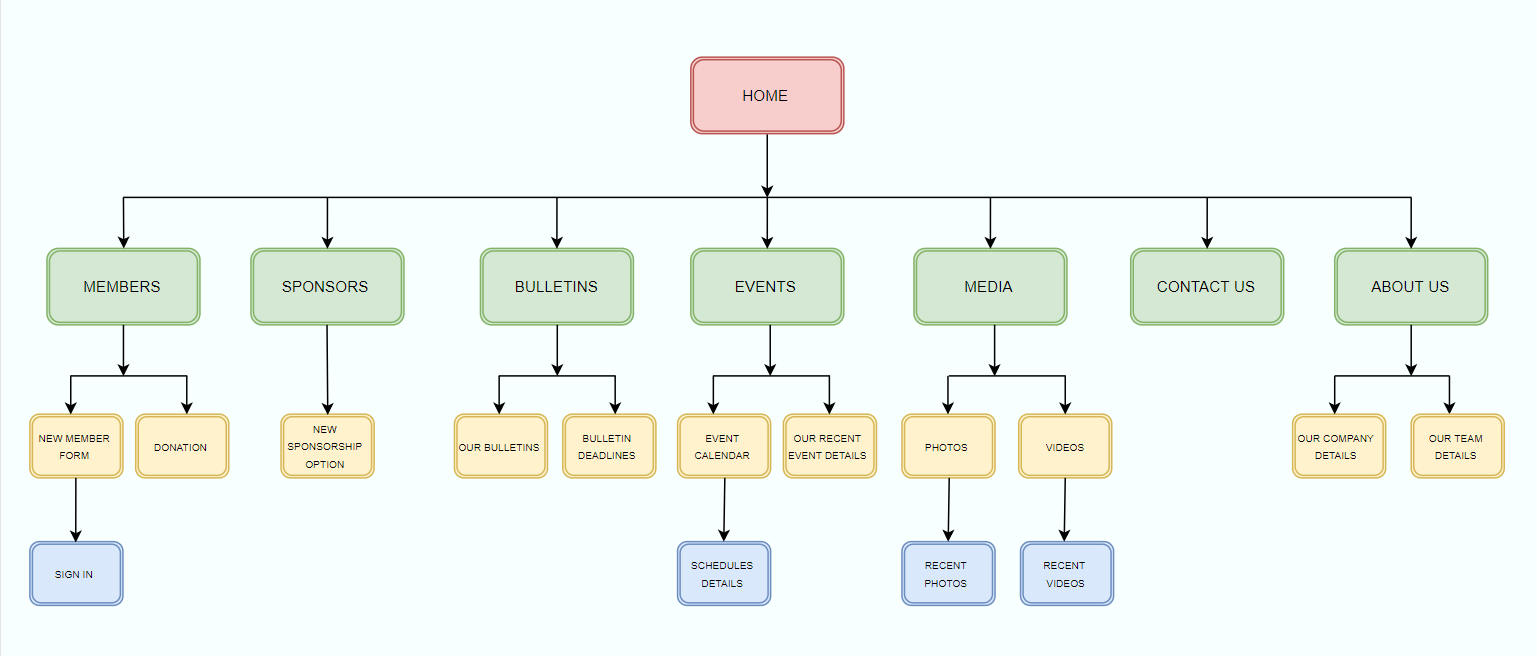 HOME
MEMBERS
SPONSORS
BULLETINS
EVENTS
MEDIA
CONTACT US
ABOUT US
NEW MEMBER
FORM
DONATION
NEW
SPONSORSHIP
OPTION
OUR BULLETINS
BULLETIN
DEADLINES
EVENT
CALENDAR
OUR RECENT
EVENT DETAILS
PHOTOS
VIDEOS
OUR COMPANY
DETAILS
OUR TEAM
DETAILS
SIGN IN
SCHEDULES
DETAILS
RECENT
PHOTOS
RECENT
VIDEOS